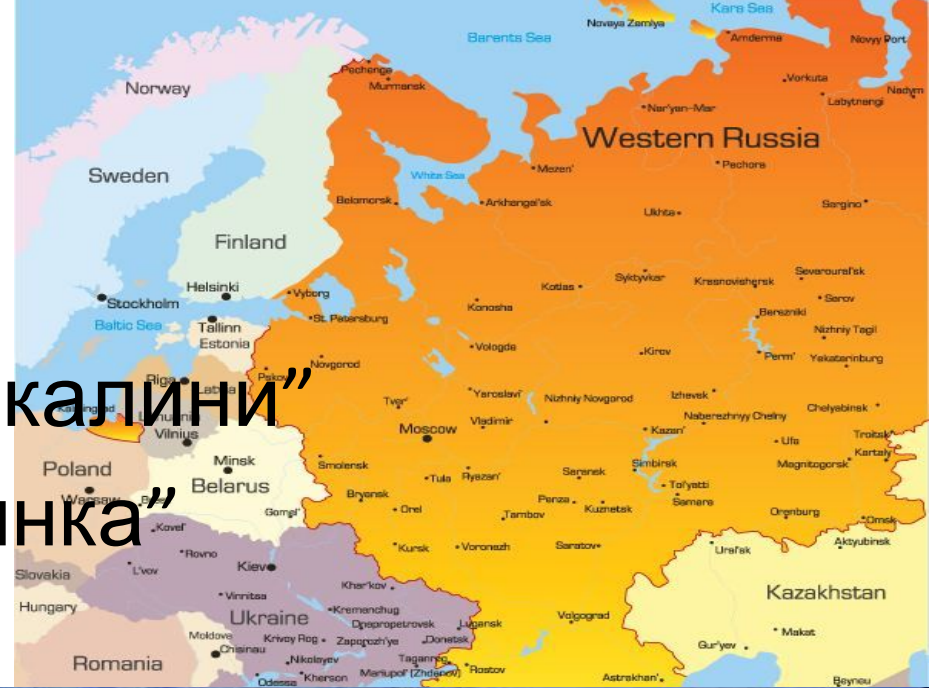 Kara Sea
Novaya Zemlya
Barents Sea
Amderma
Novyy Port
Pechenga
Murmansk
Vorkuta
Nadym
Norway
Labytnangi
Nar'yan-Mar
Western Russia
Pechora
Mezen'
Sweden
White Sea
Belomorsk
Arkhangel'sk
Sergino
Ukhta
Finland
Syktyvkar
Severoural'sk
Kotlas
Krasnovishersk
Helsinki
Vyborg
Serov
Stockholm
Konosha
Berezniki
St. Petersburg
Baltic Sea
Tallinn
Nizhniy Tagil
Estonia
Vologda
Kirov
Perm'
Yekaterinburg
Novgorod
Riga
Latvia
Pskov
калини”
Yaroslavl'
Izhevsk
Tver'
Nizhniy Novgorod
Chelyabinsk
Kaliningrad
Lithuania
Naberezhnyy Chelny
Vladimir
Moscow
Kazan'
Troitsk
Vilnius
Ufa
Kartaly
Minsk
Smolensk
Simbirsk
Magnitogorsk
Poland
Saransk
Tula
Ryazan'
Belarus
Tol'yatti
Warsaw
Bryansk
Penza
Samara
Kuznetsk
Gomel'
Orel
Tambov
Orenburg
Omsk
инка”
Kovel'
Kursk
Voronezh
Saratov
Aktyubinsk
Rovno
Ural'sk
L'vov
Kiev
Slovakia
Khar'kov
Kazakhstan
Vinnitsa
Hungary
Kremenchug
Ukraine
Volgograd
Dnepropetrovsk
Lugansk
Moldova
Makat
Krivoy Rog
Zaporozh'ye
Donetsk
Chisinau
Gur'yev
Romania
Nikolayev
Taganrog
Mariupol' (Zhdanov)
Rostov
Odessa
Kherson
Astrakhan'
Beyneu